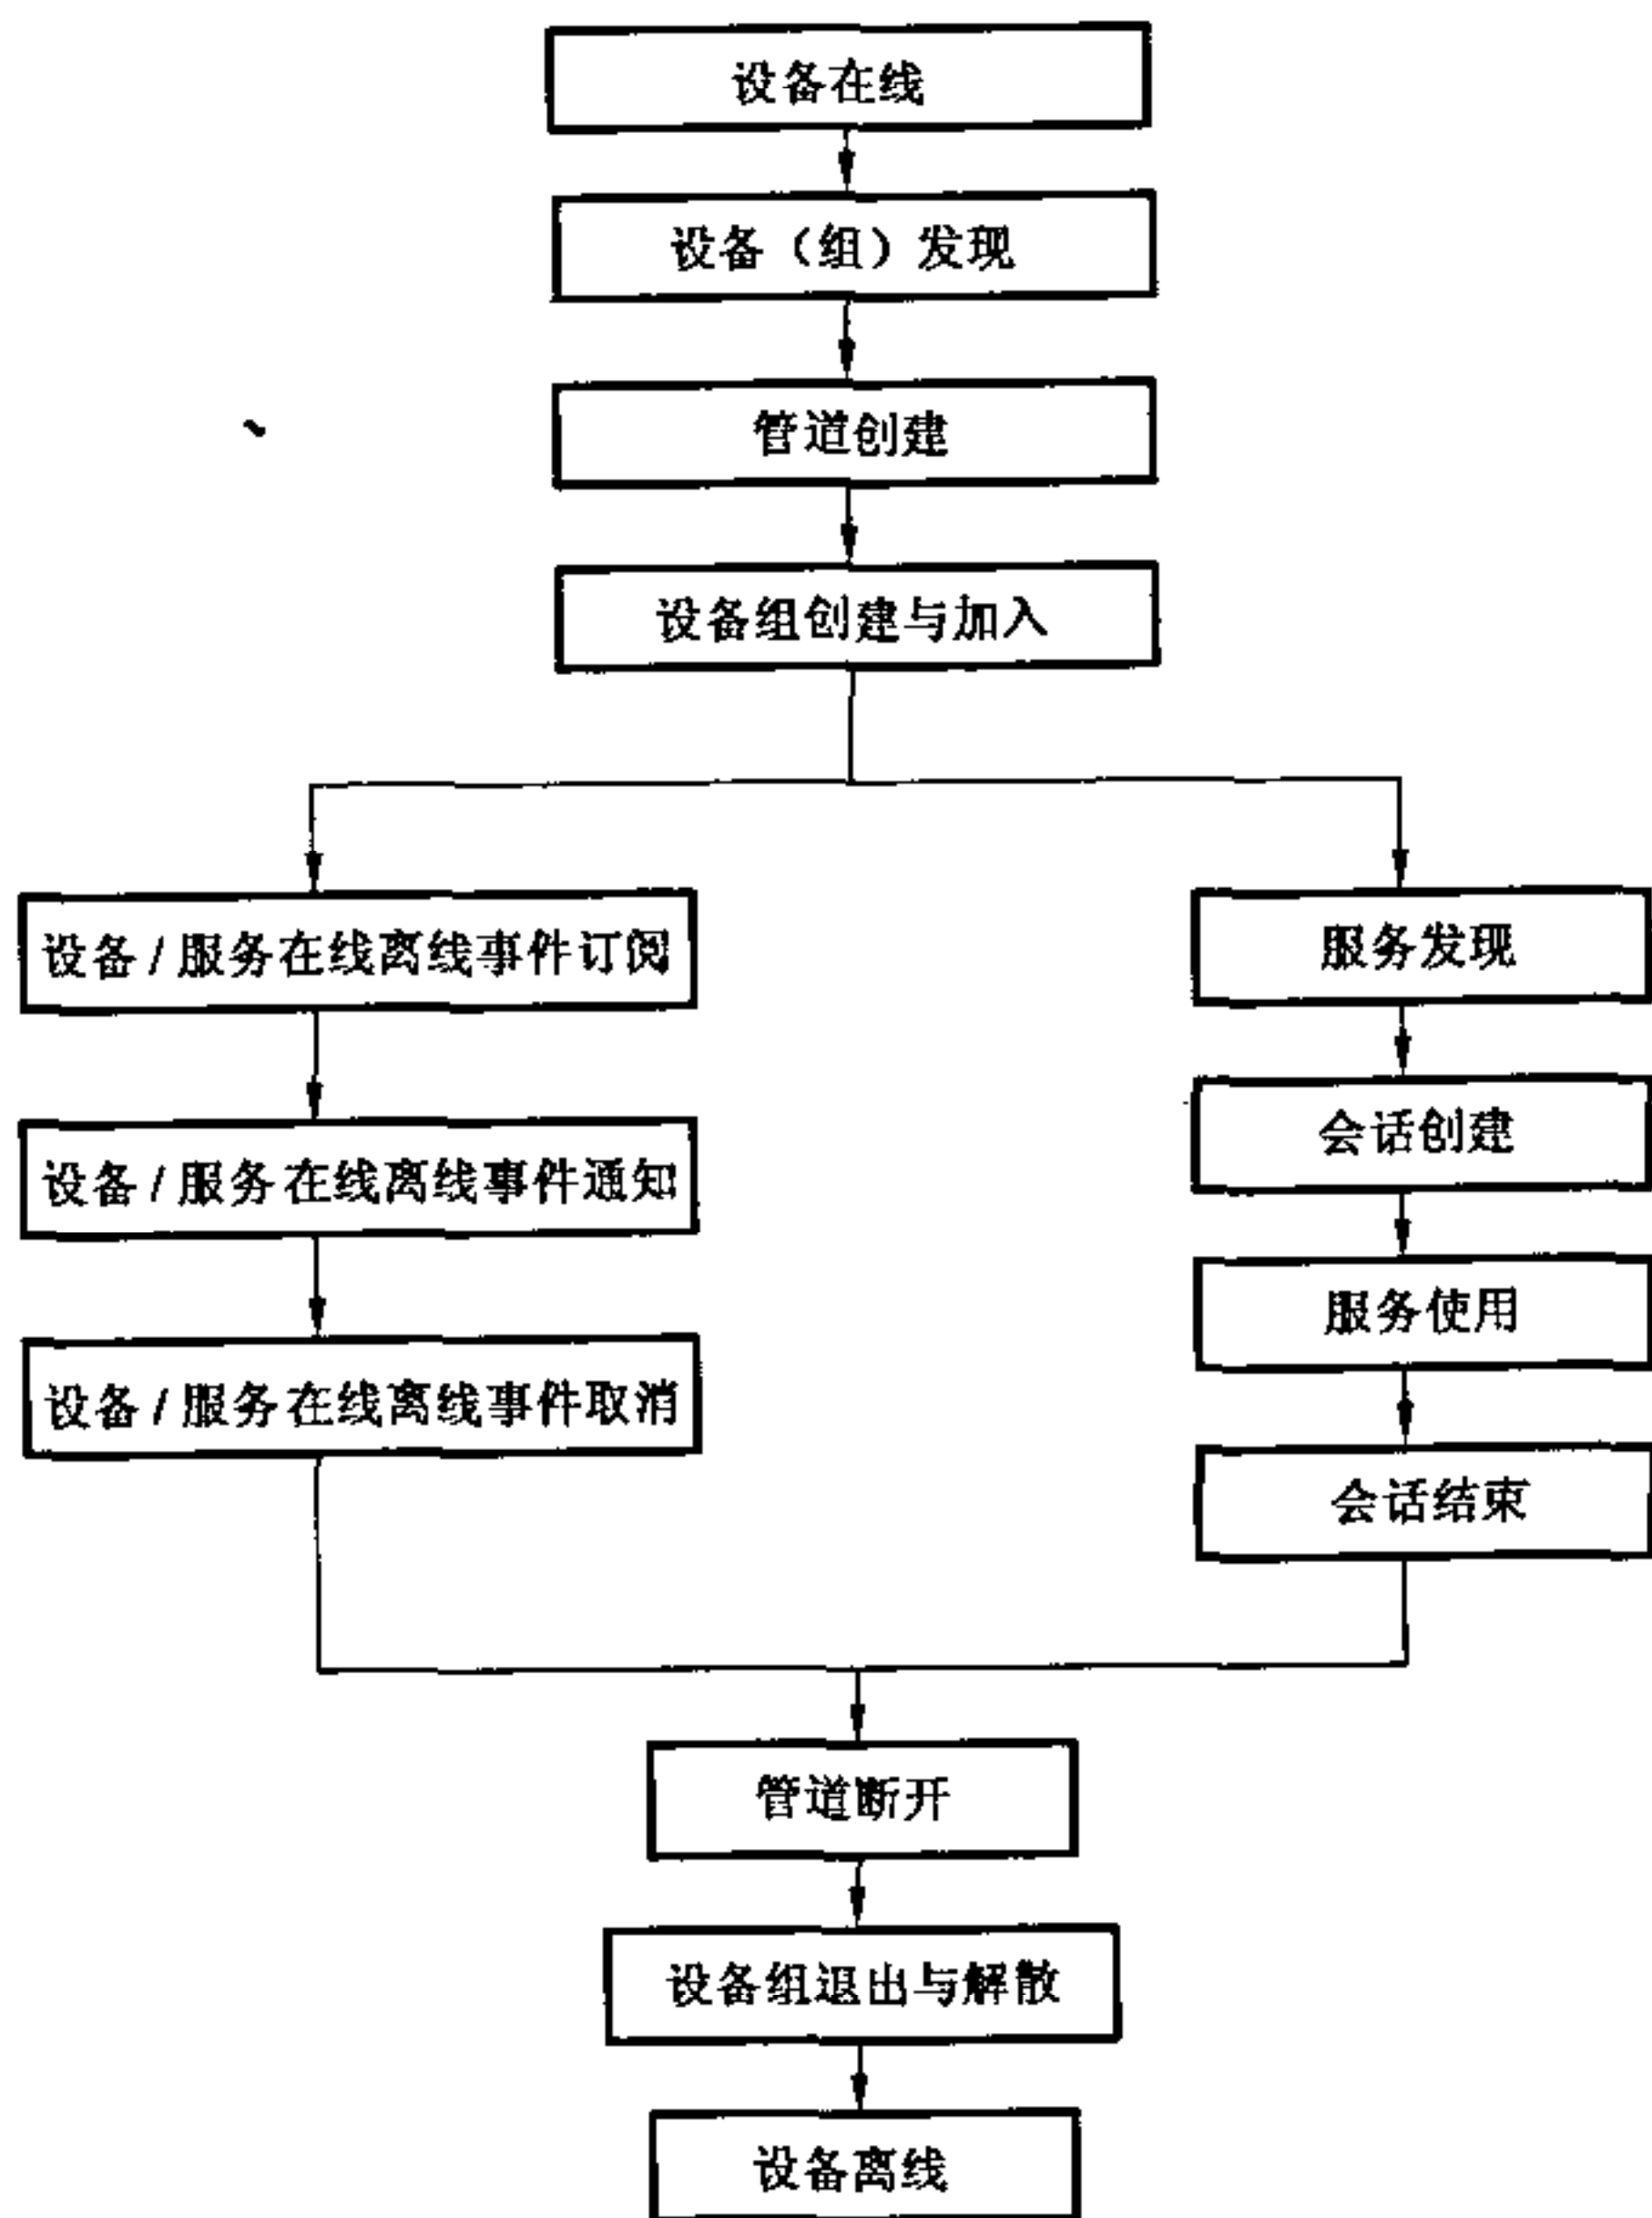 设备在线
设备（组）发现
管道创建
设备组创建与加入
设备/服务在线离线事件订阅
设备/服务在线离线事件通知
设备/服务在线离线事件取消
服务发现
会话创建
服务使用
会话结束
管道断开
设备组退出与解散
设备离线